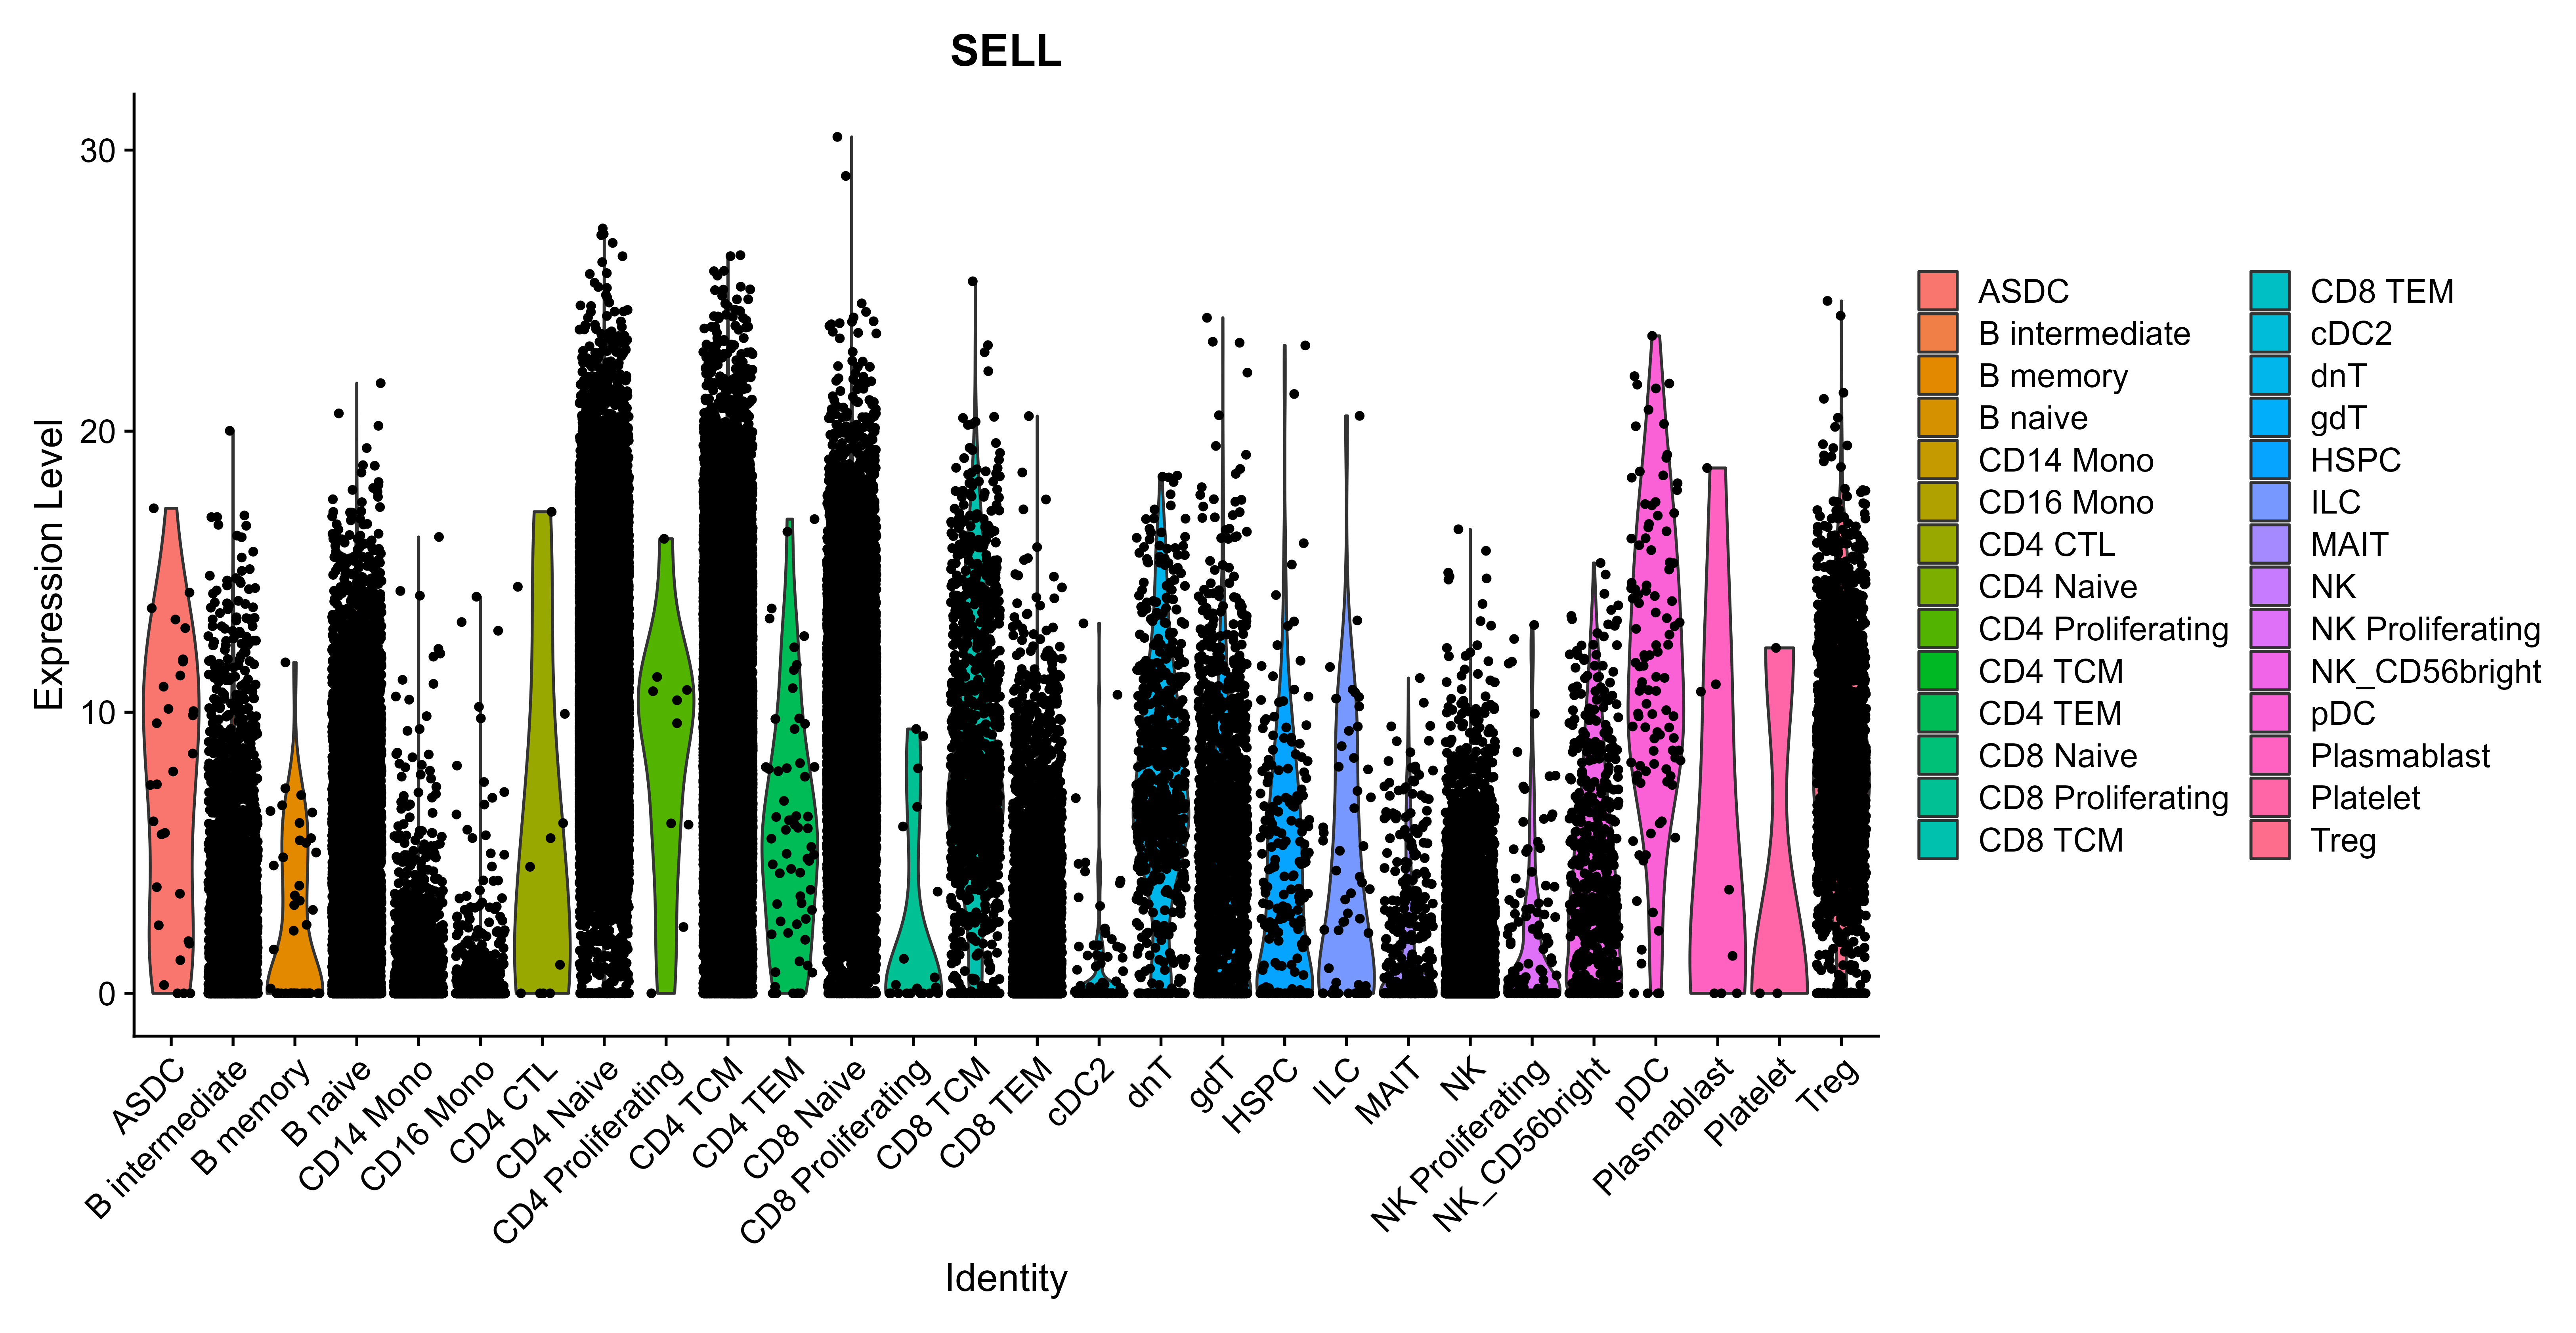 SELL
Expression Level
30
20
10
0
ASDC
B intermediate
B memory
B naive
CD14 Mono
CD16 Mono
CD4 CTL
CD4 Naive
CD4 Proliferating
CD4 TCM
CD4 TEM
CD8 Naive
CD8 Proliferating
CD8 TCM
CD8 TEM
cDC2
dnT
gdT
HSPC
ILC
MAIT
NK
NK Proliferating
NK_CD56bright
pDC
Plasmablast
Platelet
Treg
Identity
ASDC
B intermediate
B memory
B naive
CD14 Mono
CD16 Mono
CD4 CTL
CD4 Naive
CD4 Proliferating
CD4 TCM
CD4 TEM
CD8 Naive
CD8 Proliferating
CD8 TCM
CD8 TEM
cDC2
dnT
gdT
HSPC
ILC
MAIT
NK
NK Proliferating
NK_CD56bright
pDC
Plasmablast
Platelet
Treg